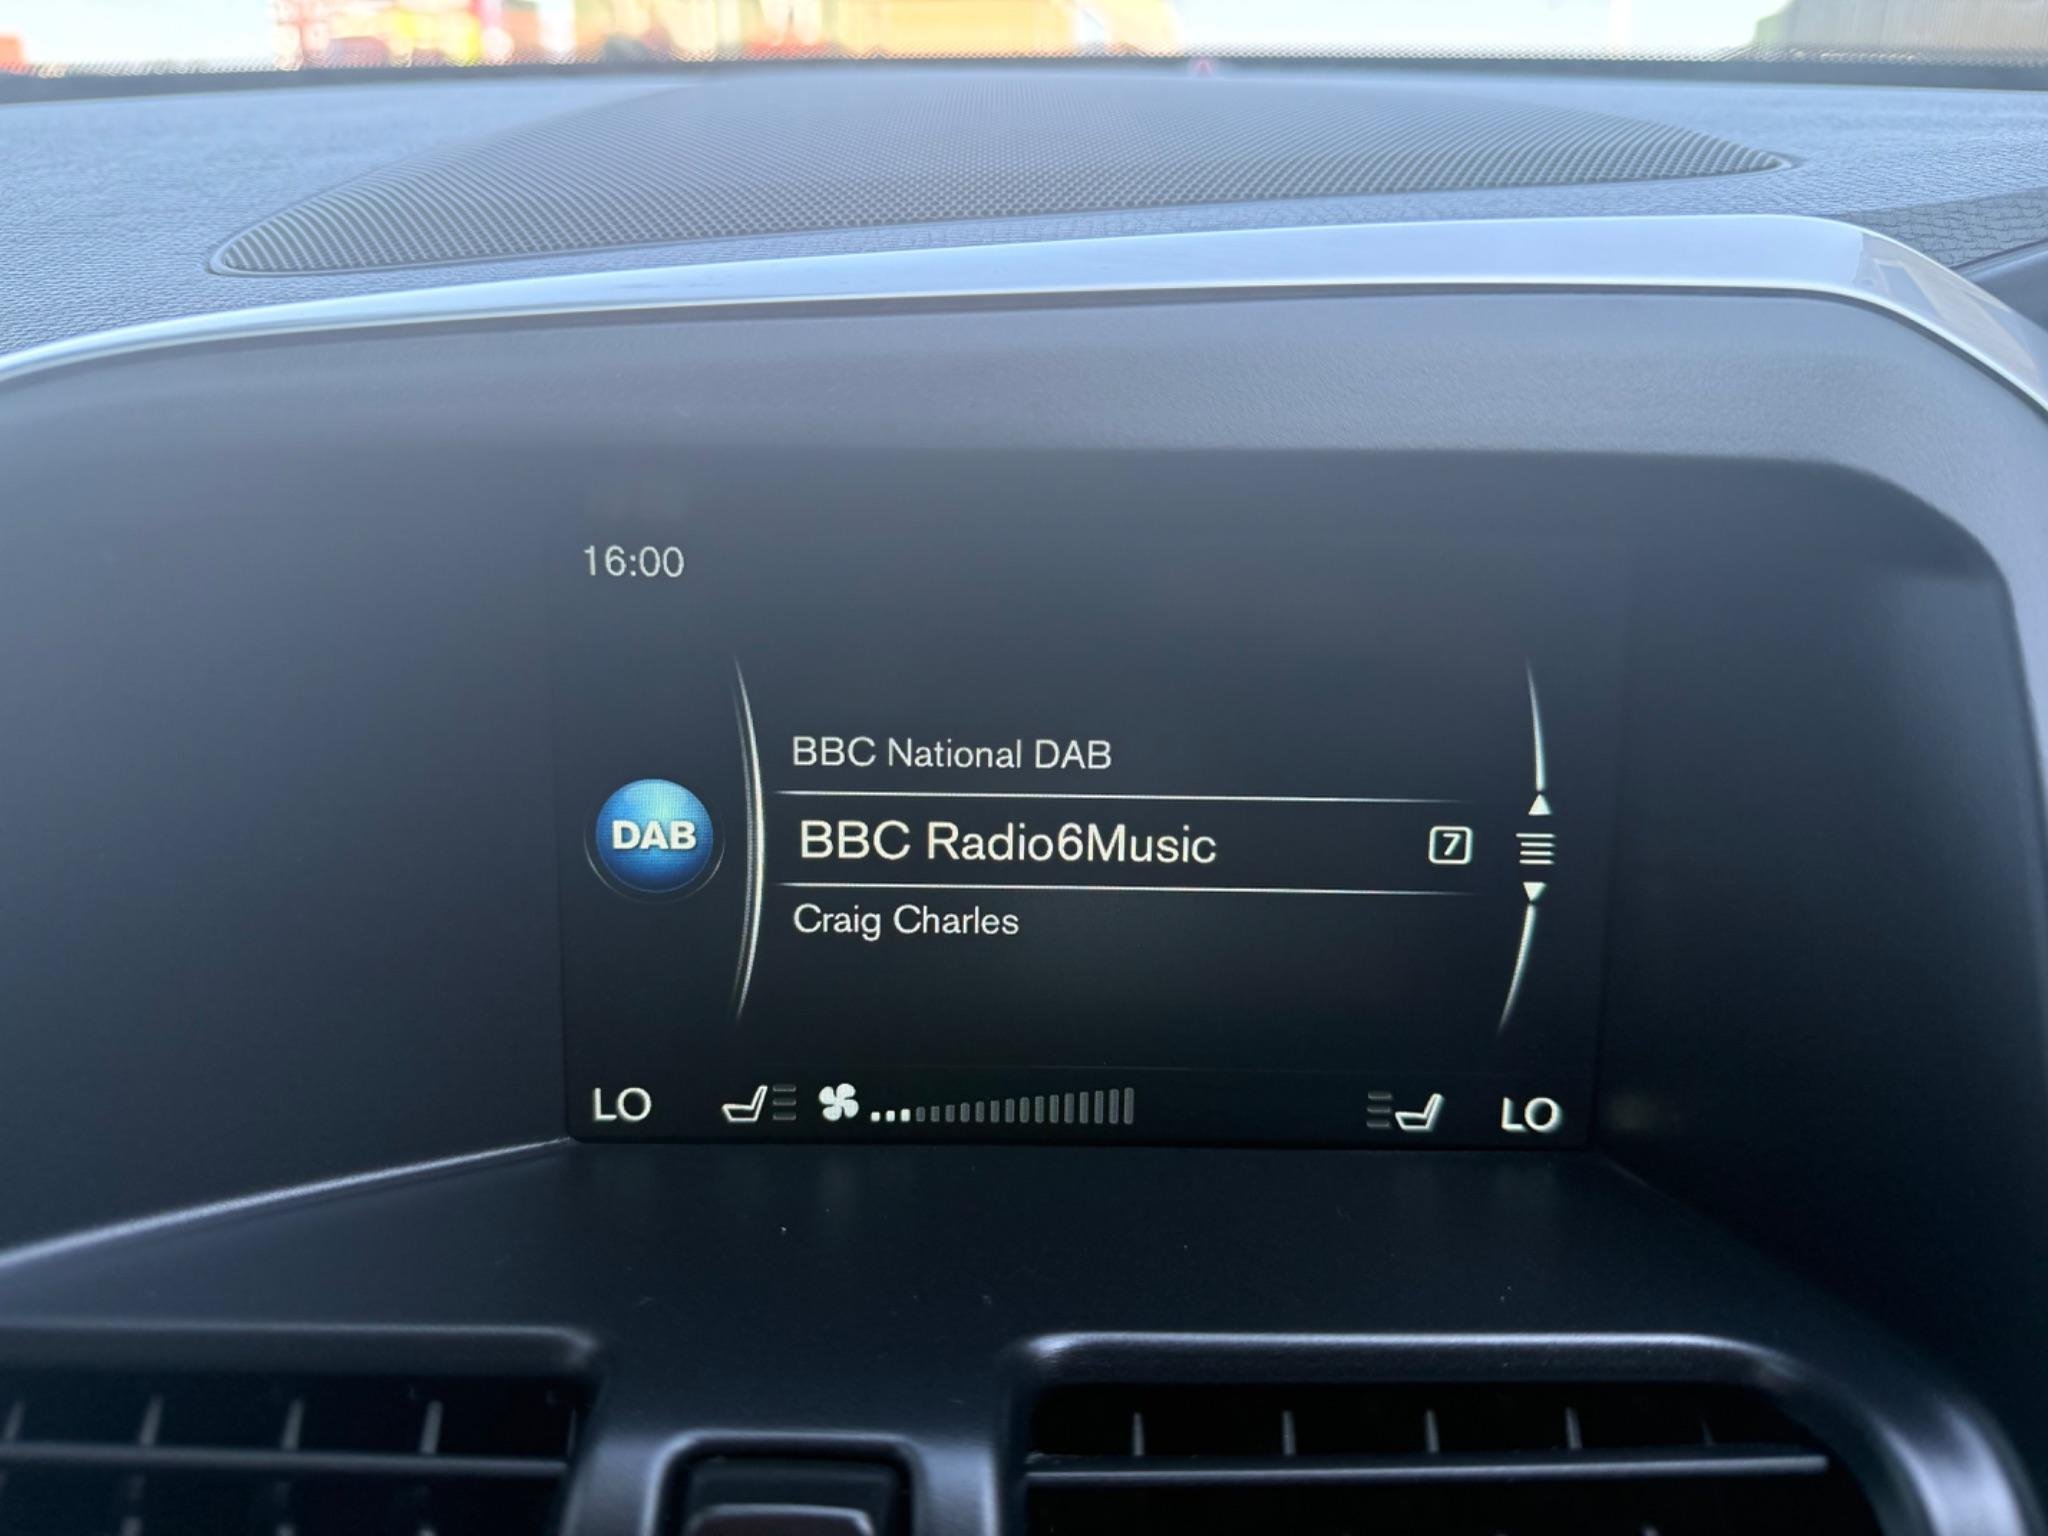 16:00
BBC National DAB
DAB
BBC Radio6Music
7
Craig Charles
LO
LO